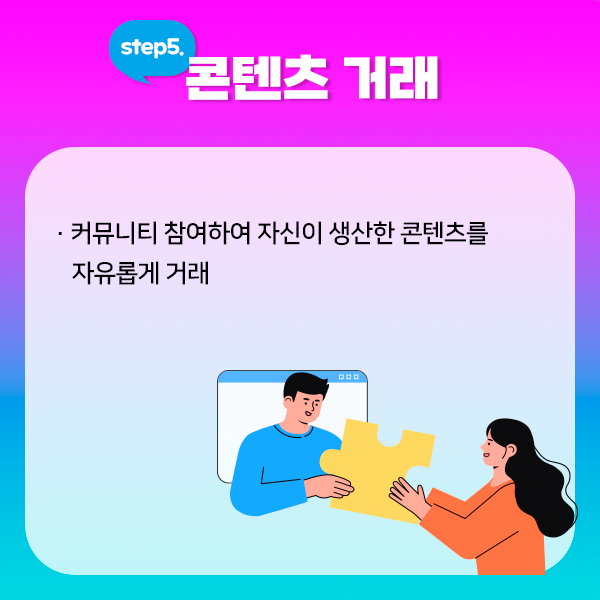 step5.
콘텐츠 거래
· 커뮤니티 참여하여 자신이 생산한 콘텐츠를
자유롭게 거래